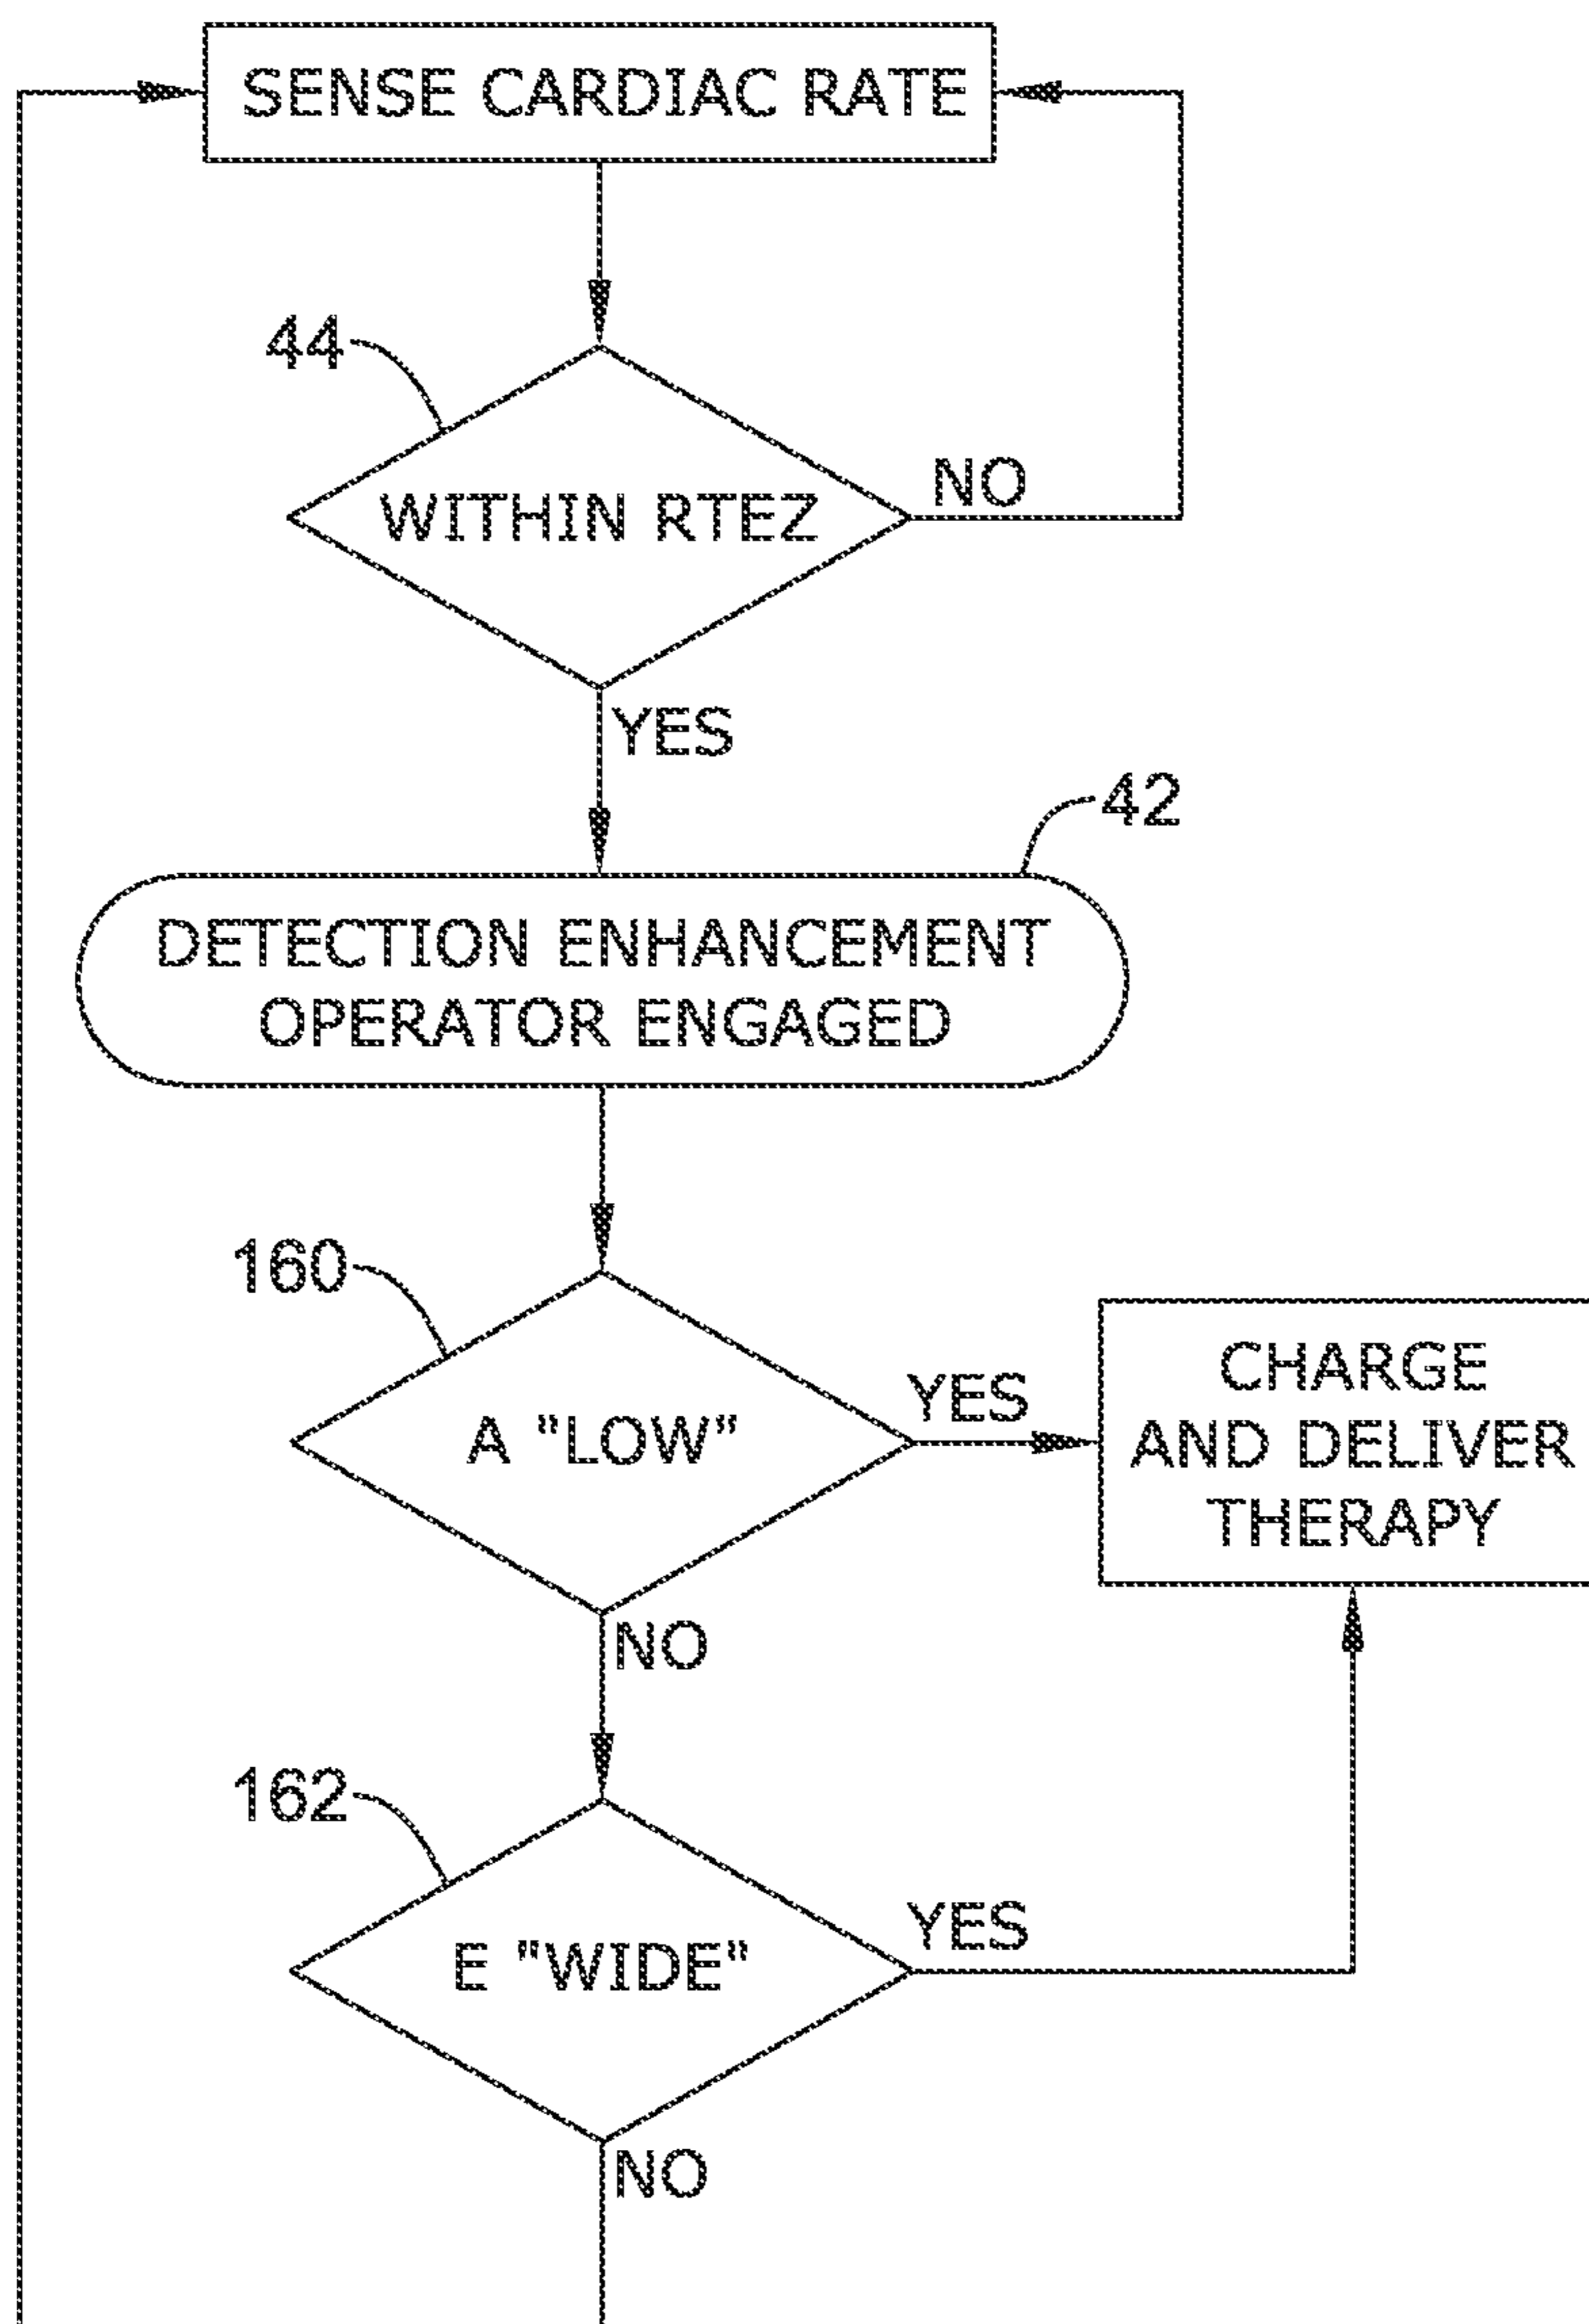 SENSE CARDIAC RATE
44
WITHIN RTEZ
NO
YES
42
DETECTION ENHANCEMENT
OPERATOR ENGAGED
160
A "LOW"
YES
CHARGE
AND DELIVER
THERAPY
NO
162
E "WIDE"
YES
NO